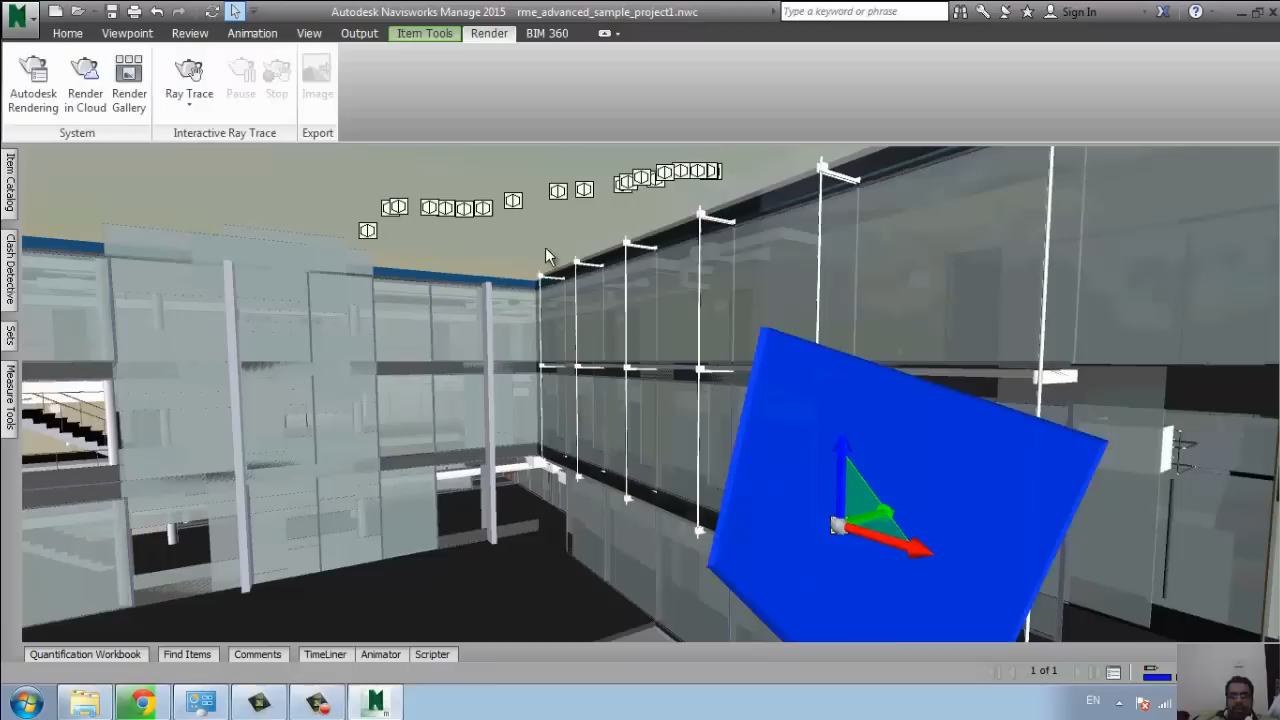 Autodesk Navisworks Manage 2015 rme_advanced_sample_project1.nwc
Type a keyword or phrase
Sign In
Home Viewpoint Review Animation View Output Item Tools Render BIM 360
Autodesk Rendering
Render in Cloud
Render Gallery
Ray Trace
Pause
Stop
Image
System
Interactive Ray Trace
Export
Item Catalog
Clash Detective
Sets
Measure Tools
Quantification Workbook Find Items Comments TimeLiner Animator Scripter
1 of 1
EN